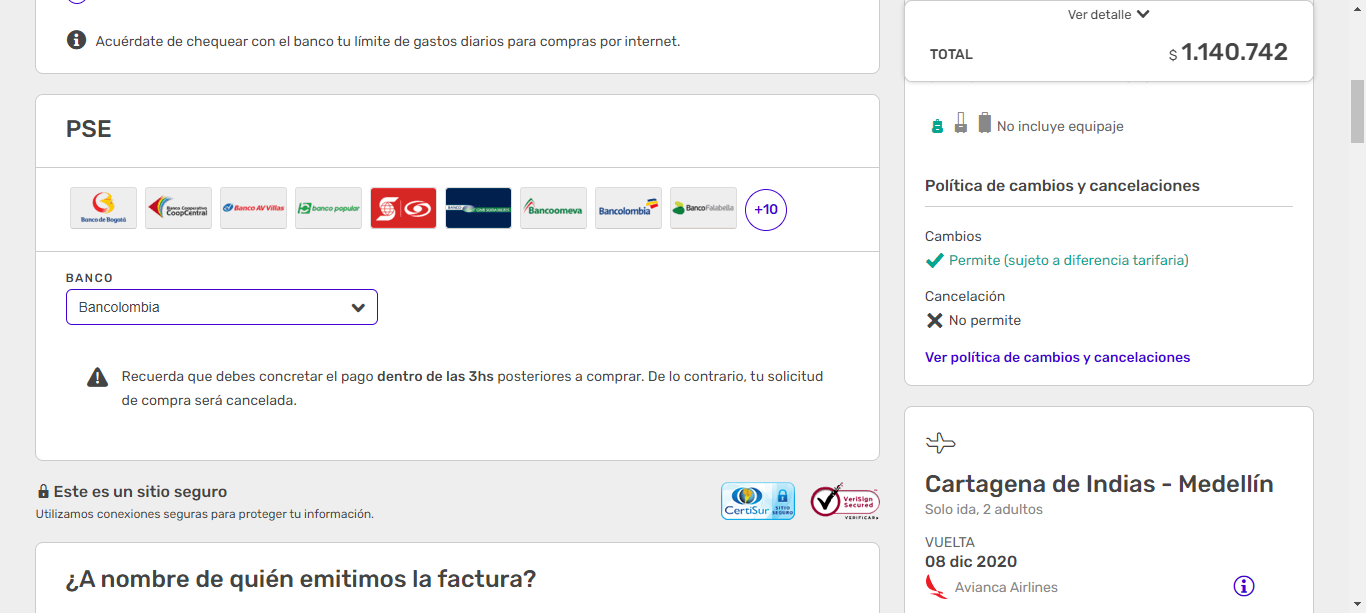 Acuérdate de chequear con el banco tu límite de gastos diarios para compras por internet.
PSE
Banco de Bogotá
Banco Cooperativo
CoopCentral
Banco AV Villas
banco popular
Bancoomeva
Bancolombia
Banco Falabella
+10
BANCO
Bancolombia
Recuerda que debes concretar el pago dentro de las 3hs posteriores a comprar. De lo contrario, tu solicitud
de compra será cancelada.
Este es un sitio seguro
Utilizamos conexiones seguras para proteger tu información.
CertiSur
SITIO
SEGURO
VeriSign
Secured
¿A nombre de quién emitimos la factura?
Ver detalle
TOTAL
$ 1.140.742
No incluye equipaje
Política de cambios y cancelaciones
Cambios
Permite (sujeto a diferencia tarifaria)
Cancelación
No permite
Ver política de cambios y cancelaciones
Cartagena de Indias - Medellín
Solo ida, 2 adultos
VUELTA
08 dic 2020
Avianca Airlines